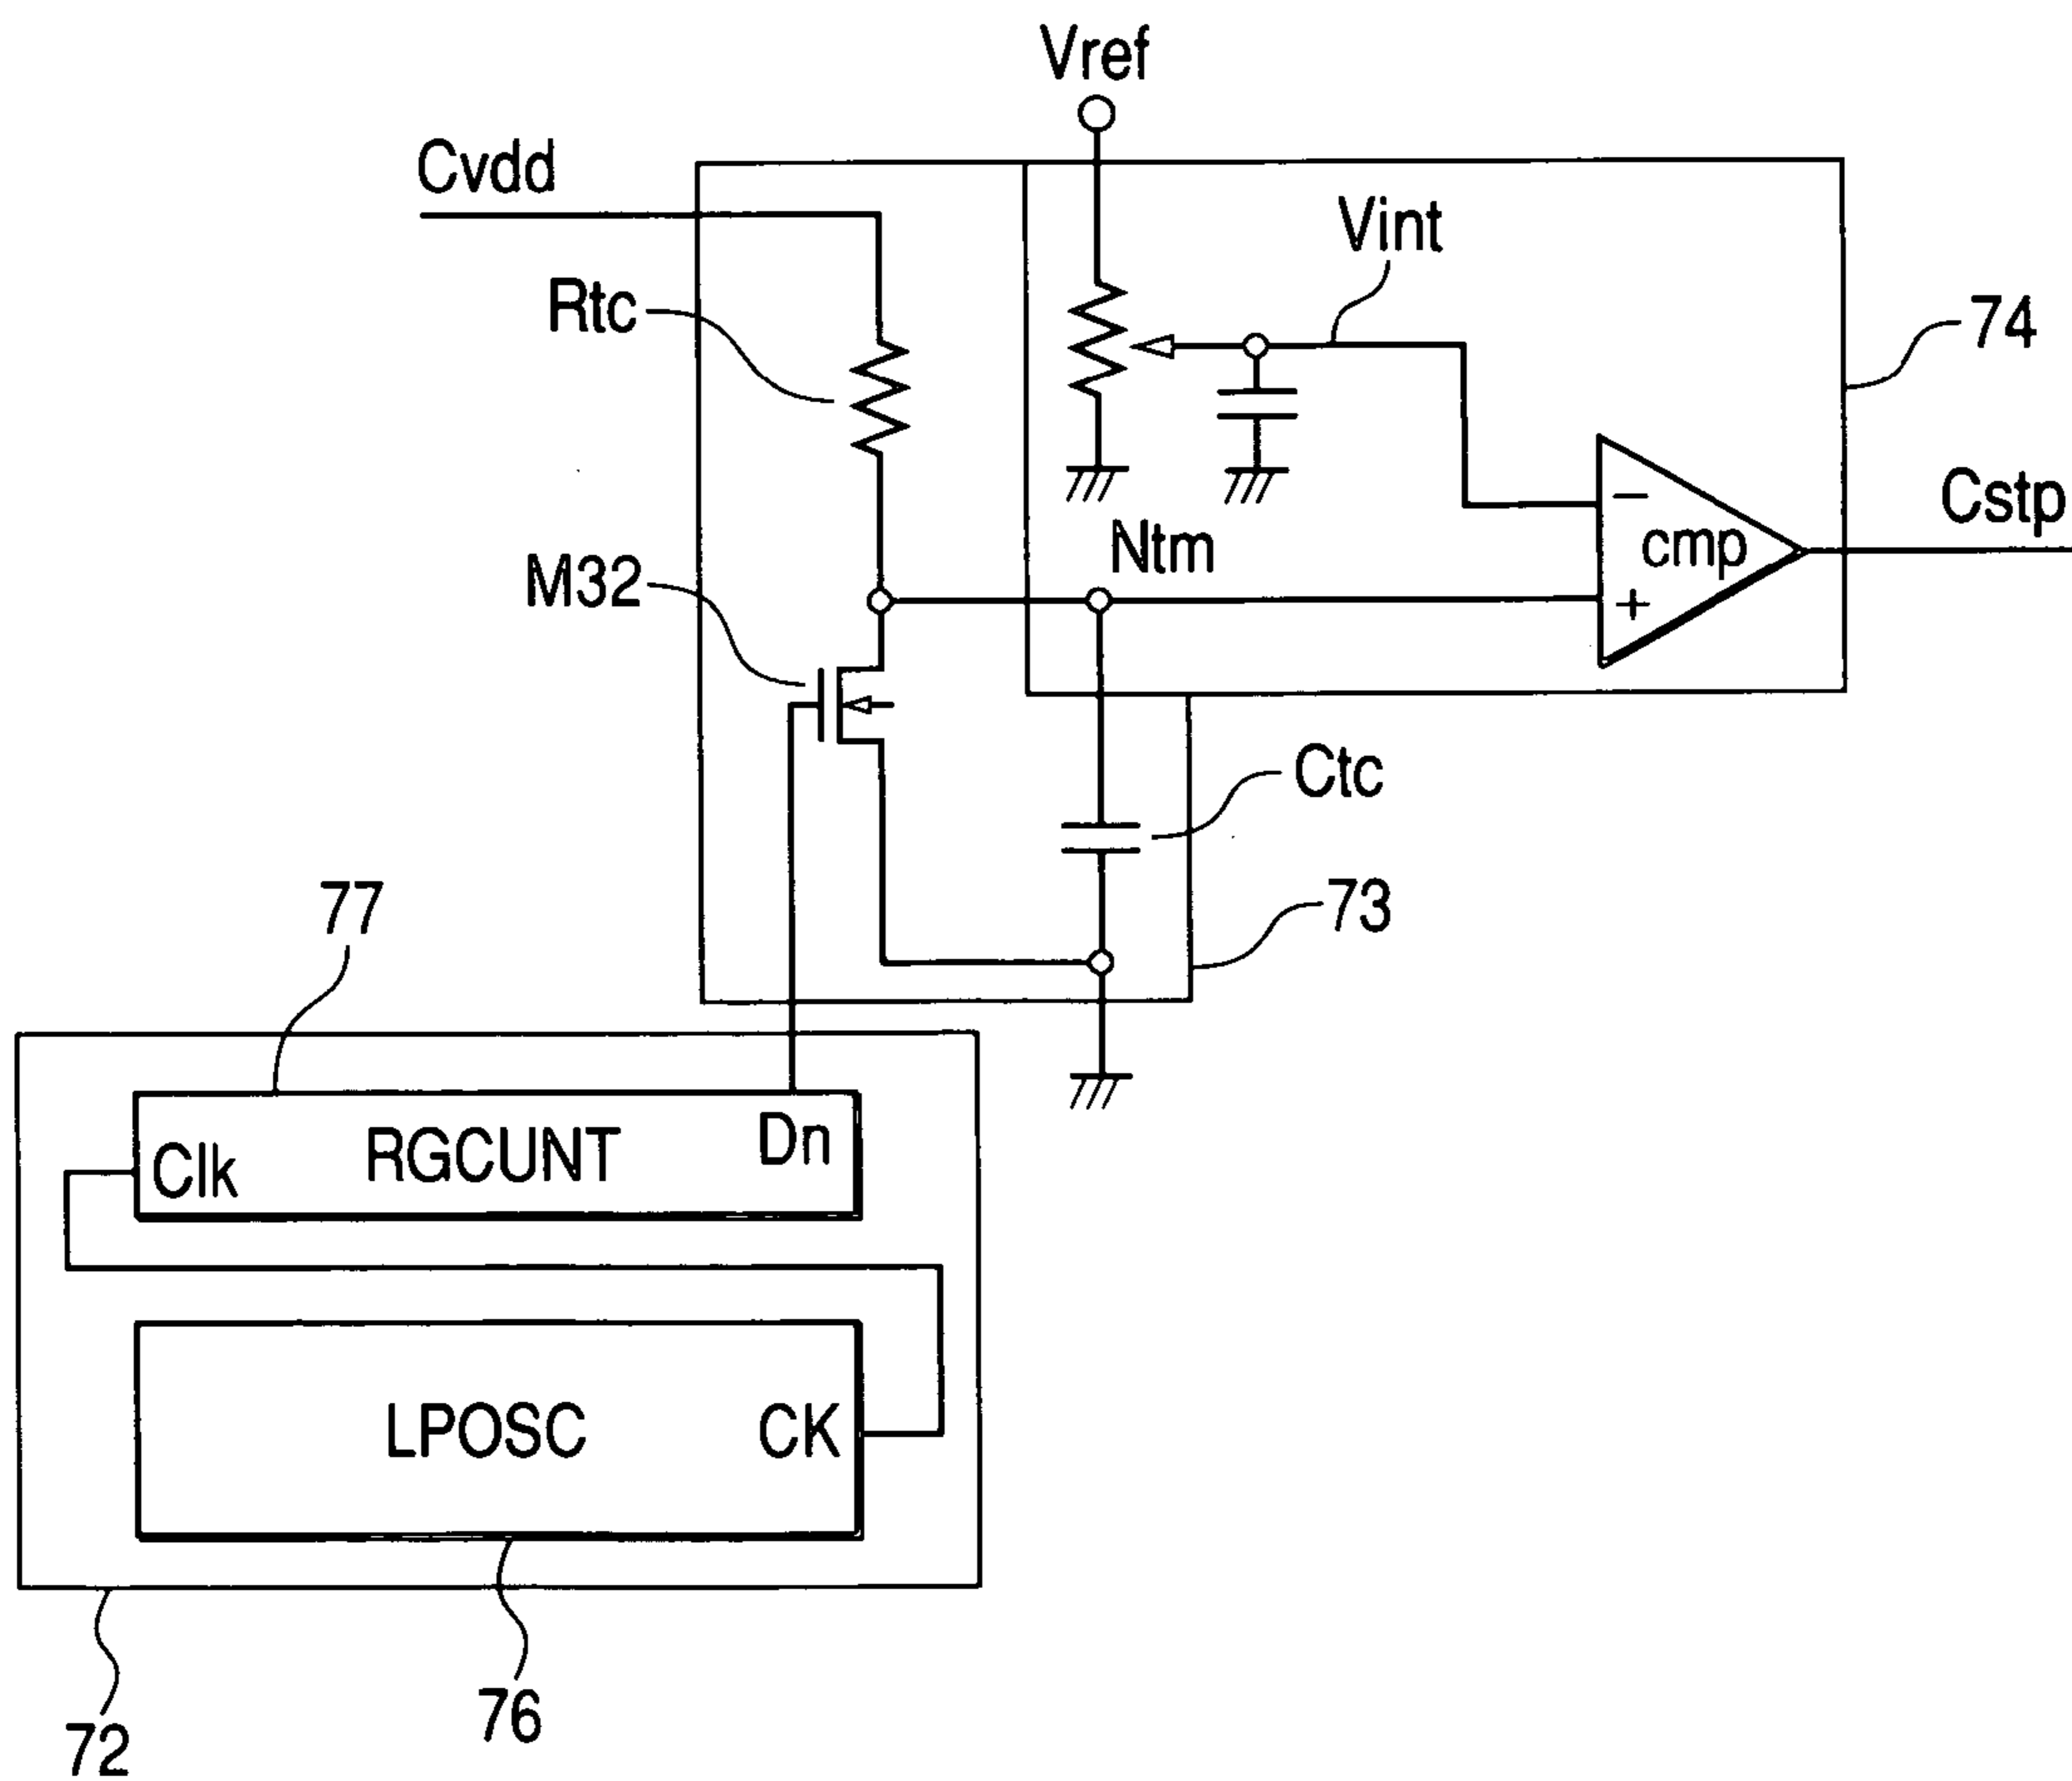 Vref
Cvdd
Vint
Rtc
74
Cstp
−
cmp
Ntm
M32
+
Ctc
77
73
Dn
RGCUNT
Clk
LPOSC
CK
76
72